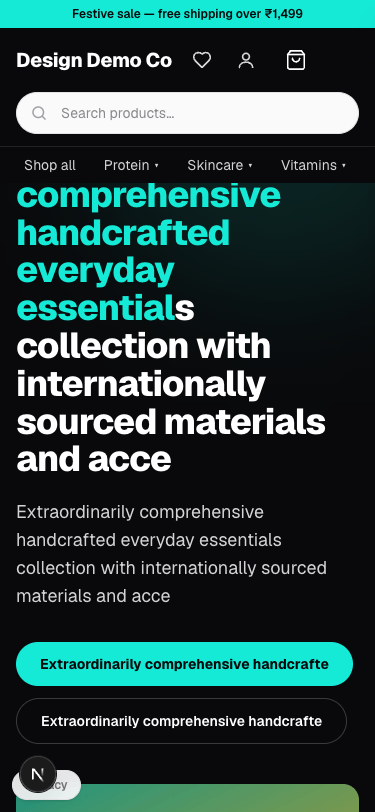 Festive sale — free shipping over ₹1,499
Design Demo Co
Search products…
Shop all
Protein
Skincare
Vitamins
comprehensive
handcrafted
everyday
essentials
collection with
internationally
sourced materials
and acce
Extraordinarily comprehensive
handcrafted everyday essentials
collection with internationally sourced
materials and acce
Extraordinarily comprehensive handcrafte
Extraordinarily comprehensive handcrafte
N